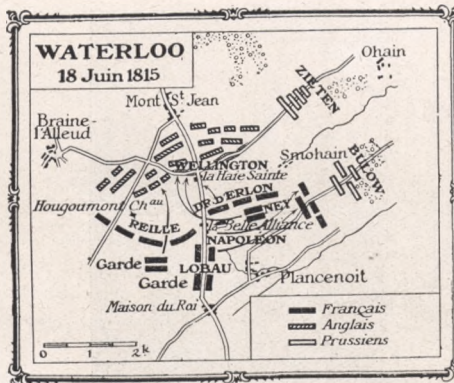 WATERLOO
18 Juin 1815
Ohain
ZIETEN
Mont St Jean
Braine-
l'Alleud
WELLINGTON
la Haie Sainte
Smohain
BULOW
Hougoumont Chau
DR. D'ERLON
NEY
REILLE
la Belle Alliance
NAPOLEON
Garde
LOBAU
Garde
Plancenoit
Maison du Roi
Français
Anglais
Prussiens
0 1 2k